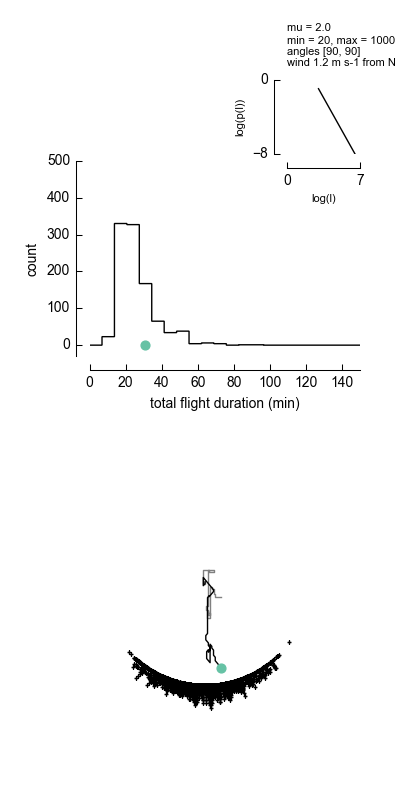 mu = 2.0
min = 20, max = 1000
angles [90, 90]
wind 1.2 m s-1 from N
0
log(p(l))
−8
0 7
log(l)
500
400
300
count
200
100
0
0 20 40 60 80 100 120 140
total flight duration (min)